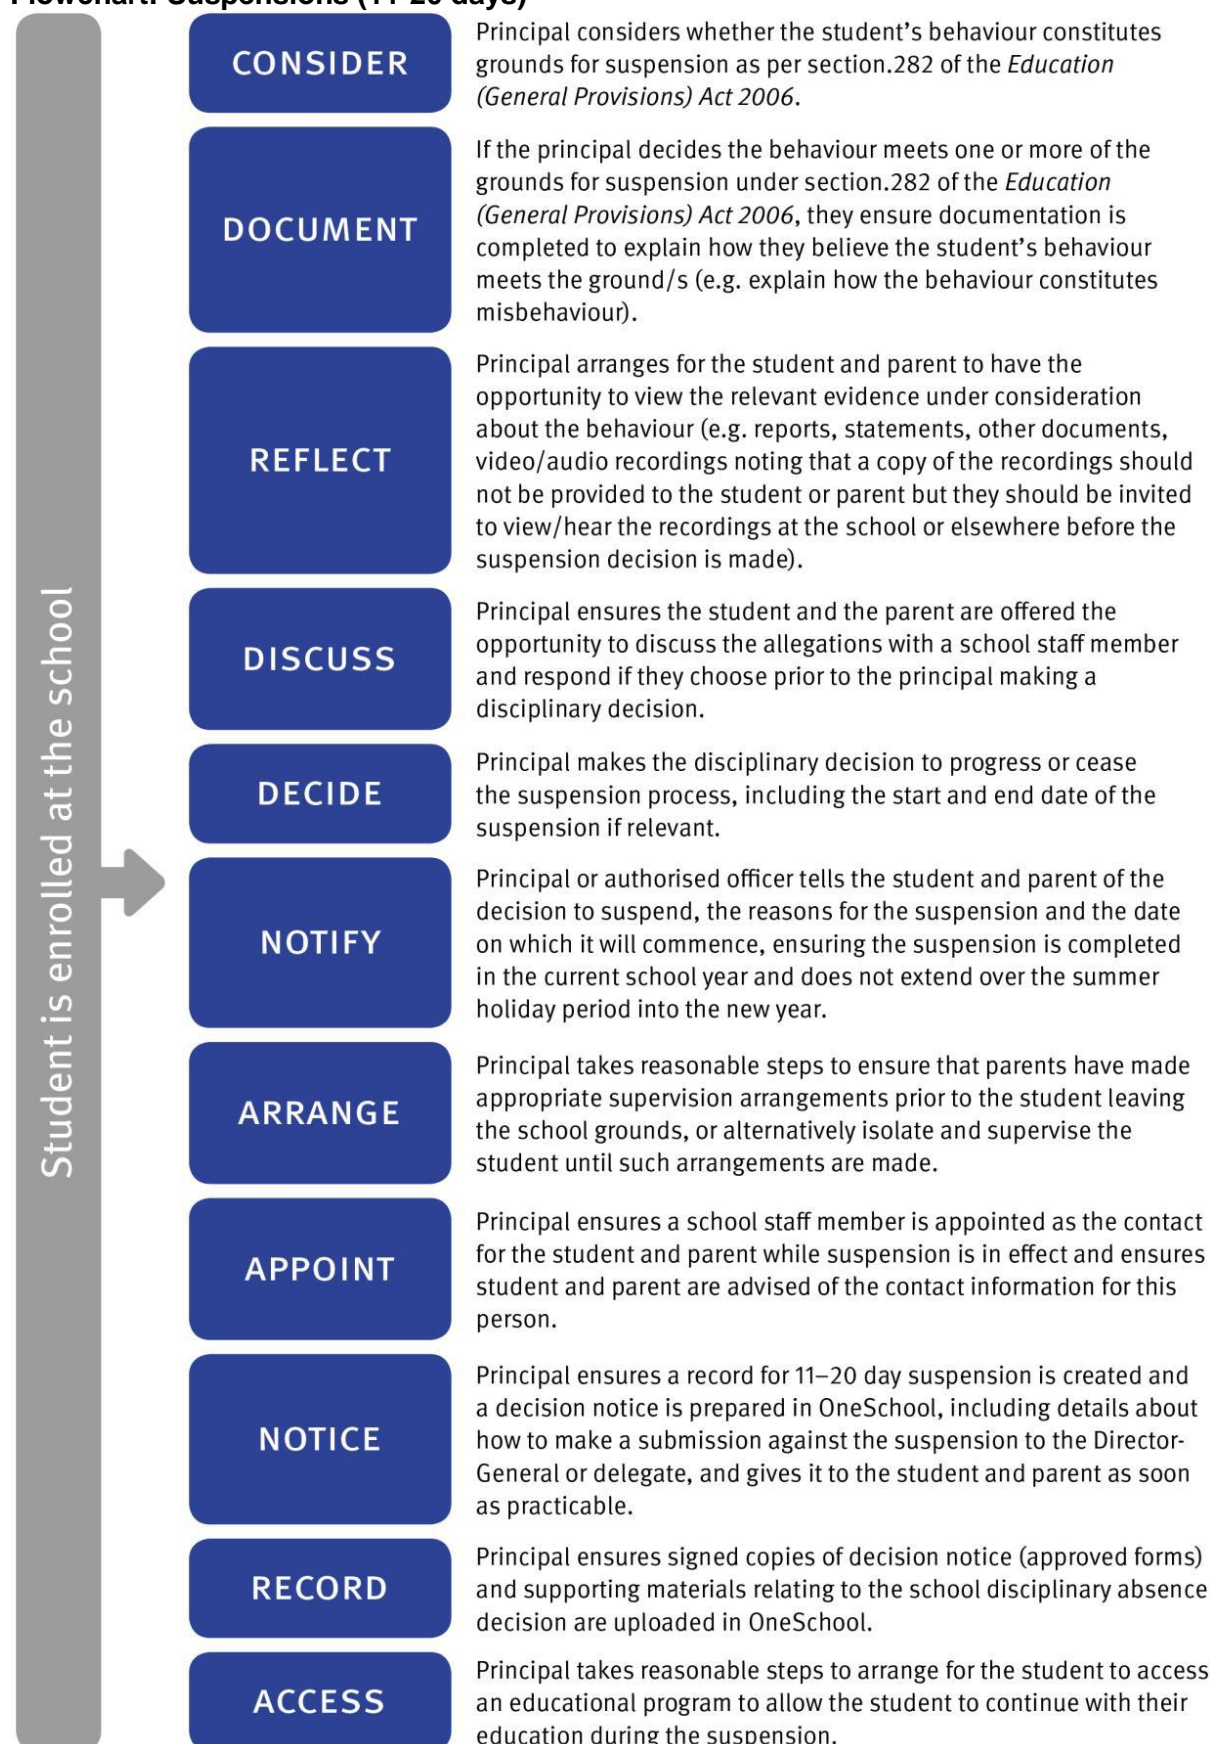 Flowchart: Suspensions (11-20 days)
Student is enrolled at the school
CONSIDER
Principal considers whether the student’s behaviour constitutes
grounds for suspension as per section.282 of the Education
(General Provisions) Act 2006.
DOCUMENT
If the principal decides the behaviour meets one or more of the
grounds for suspension under section.282 of the Education
(General Provisions) Act 2006, they ensure documentation is
completed to explain how they believe the student’s behaviour
meets the ground/s (e.g. explain how the behaviour constitutes
misbehaviour).
REFLECT
Principal arranges for the student and parent to have the
opportunity to view the relevant evidence under consideration
about the behaviour (e.g. reports, statements, other documents,
video/audio recordings noting that a copy of the recordings should
not be provided to the student or parent but they should be invited
to view/hear the recordings at the school or elsewhere before the
suspension decision is made).
DISCUSS
Principal ensures the student and the parent are offered the
opportunity to discuss the allegations with a school staff member
and respond if they choose prior to the principal making a
disciplinary decision.
DECIDE
Principal makes the disciplinary decision to progress or cease
the suspension process, including the start and end date of the
suspension if relevant.
NOTIFY
Principal or authorised officer tells the student and parent of the
decision to suspend, the reasons for the suspension and the date
on which it will commence, ensuring the suspension is completed
in the current school year and does not extend over the summer
holiday period into the new year.
ARRANGE
Principal takes reasonable steps to ensure that parents have made
appropriate supervision arrangements prior to the student leaving
the school grounds, or alternatively isolate and supervise the
student until such arrangements are made.
APPOINT
Principal ensures a school staff member is appointed as the contact
for the student and parent while suspension is in effect and ensures
student and parent are advised of the contact information for this
person.
NOTICE
Principal ensures a record for 11–20 day suspension is created and
a decision notice is prepared in OneSchool, including details about
how to make a submission against the suspension to the Director-
General or delegate, and gives it to the student and parent as soon
as practicable.
RECORD
Principal ensures signed copies of decision notice (approved forms)
and supporting materials relating to the school disciplinary absence
decision are uploaded in OneSchool.
ACCESS
Principal takes reasonable steps to arrange for the student to access
an educational program to allow the student to continue with their
education during the suspension.